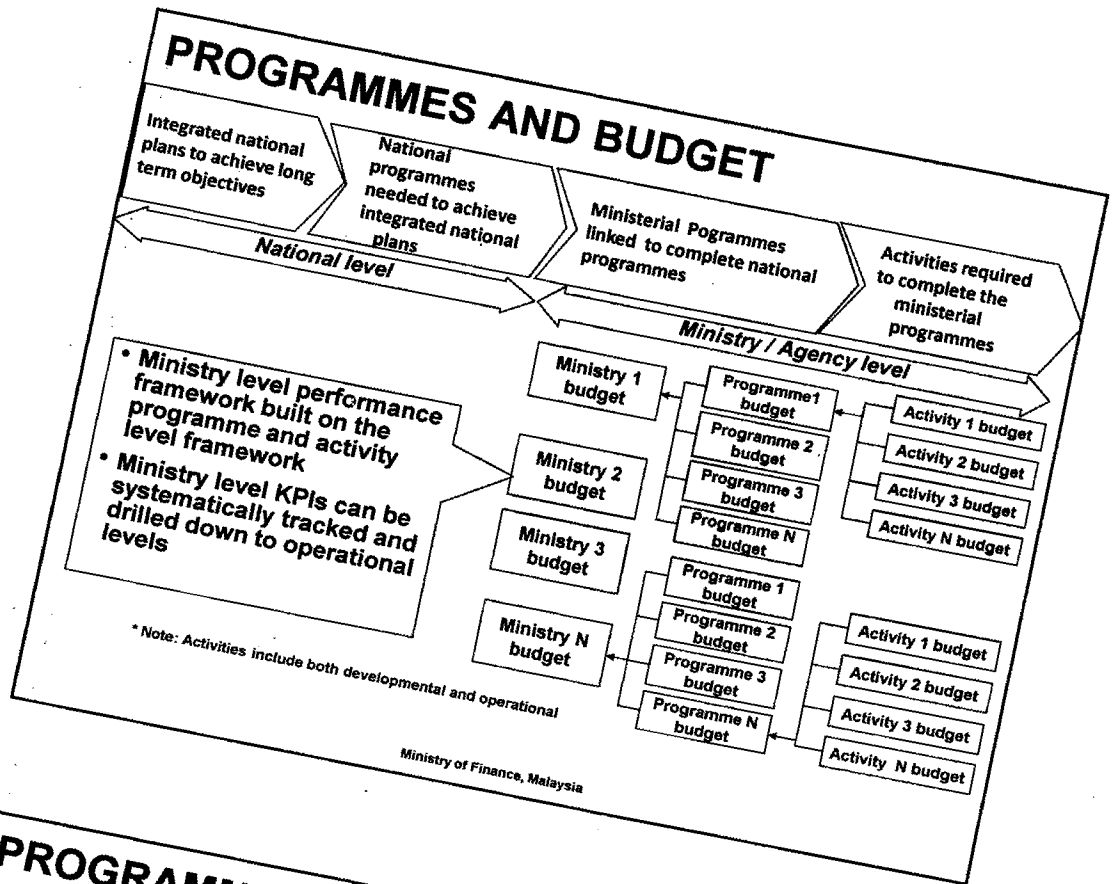 PROGRAMMES AND BUDGET
Integrated national
plans to achieve long
term objectives
National
programmes
needed to achieve
integrated national
plans
Ministerial Pogrammes
linked to complete national
programmes
Activities required
to complete the
ministerial
programmes
National level
Ministry / Agency level
• Ministry level performance
framework built on the
programme and activity
level framework
• Ministry level KPIs can be
systematically tracked and
drilled down to operational
levels
Ministry 1
budget
Ministry 2
budget
Ministry 3
budget
Ministry N
budget
Programme1
budget
Programme 2
budget
Programme 3
budget
Programme N
budget
Programme 1
budget
Programme 2
budget
Programme 3
budget
Programme N
budget
Activity 1 budget
Activity 2 budget
Activity 3 budget
Activity N budget
Activity 1 budget
Activity 2 budget
Activity 3 budget
Activity N budget
* Note: Activities include both developmental and operational
Ministry of Finance, Malaysia